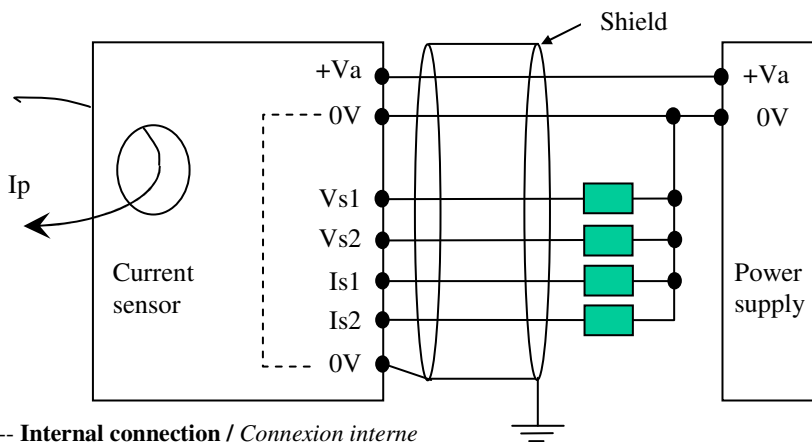 Shield
+Va
0V
Vs1
Vs2
Is1
Is2
0V
Ip
Current
sensor
+Va
0V
Power
supply
-- Internal connection / Connexion interne